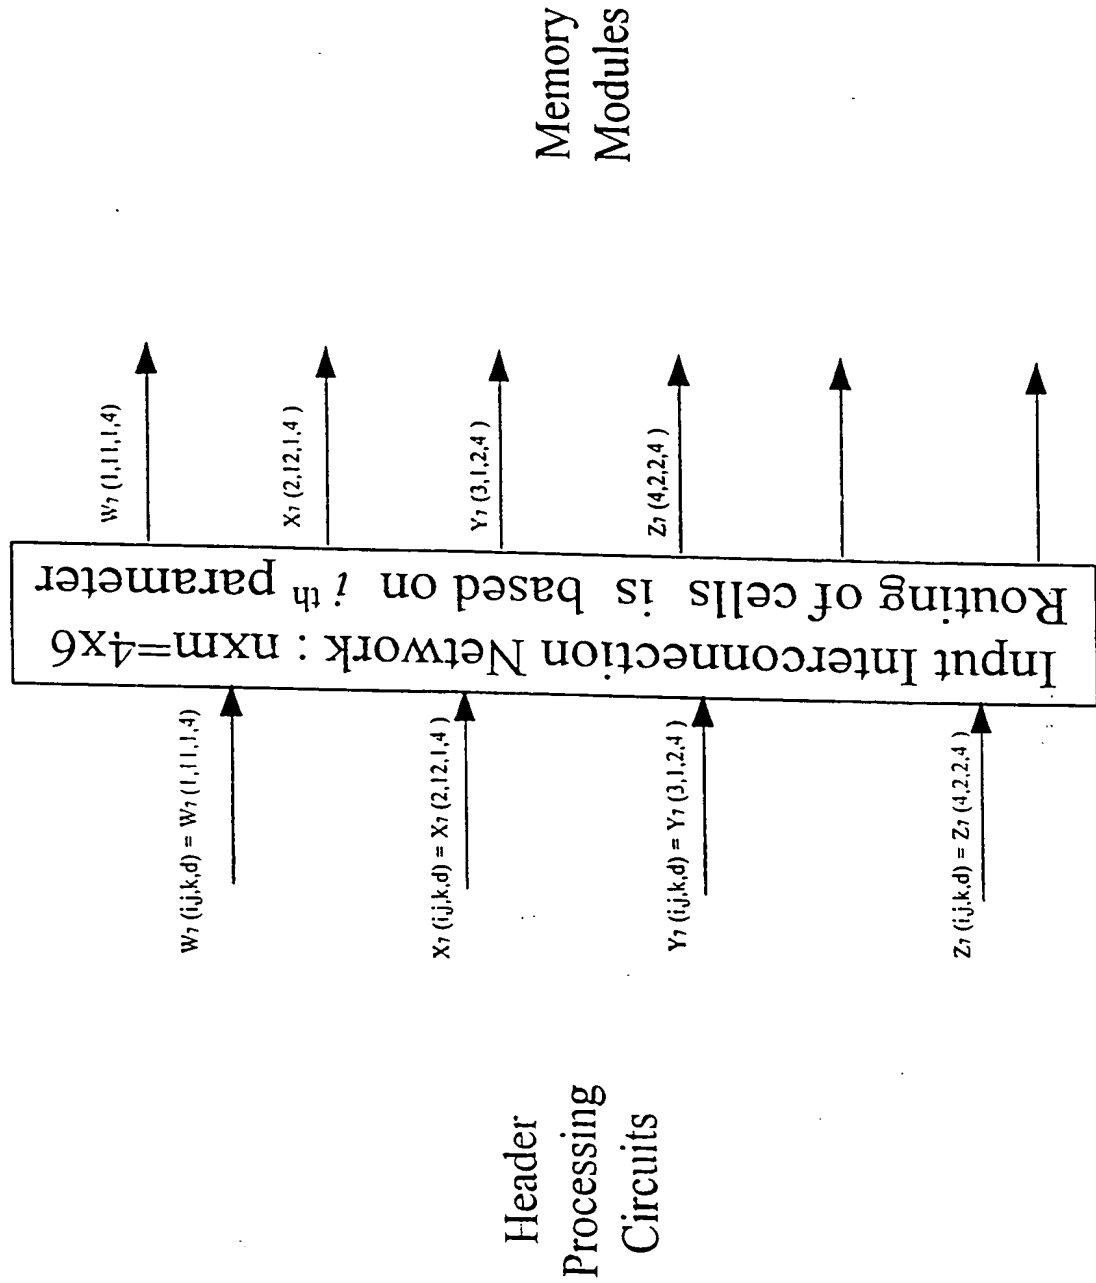 Header
Processing
Circuits
W₇ (i,j,k,d) = W₇ (1,11,1,4)
X₇ (i,j,k,d) = X₇ (2,12,1,4 )
Y₇ (i,j,k,d) = Y₇ (3,1,2,4 )
Z₇ (i,j,k,d) = Z₇ (4,2,2,4 )
Input Interconnection Network : nxm=4x6
Routing of cells is based on i th parameter
W₇ (1,11,1,4)
X₇ (2,12,1,4 )
Y₇ (3,1,2,4 )
Z₇ (4,2,2,4 )
Memory
Modules